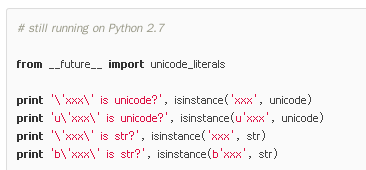 # still running on Python 2.7
from __future__ import unicode_literals
print '\'xxx\' is unicode?', isinstance('xxx', unicode)
print 'u\'xxx\' is unicode?', isinstance(u'xxx', unicode)
print '\'xxx\' is str?', isinstance('xxx', str)
print 'b\'xxx\' is str?', isinstance(b'xxx', str)